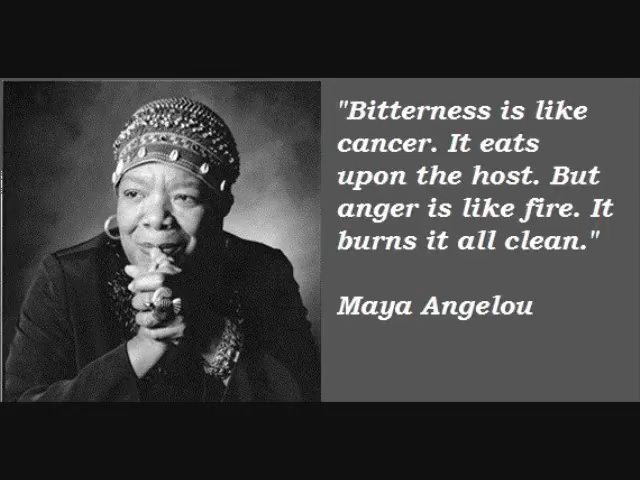 "Bitterness is like
cancer. It eats
upon the host. But
anger is like fire. It
burns it all clean."
Maya Angelou